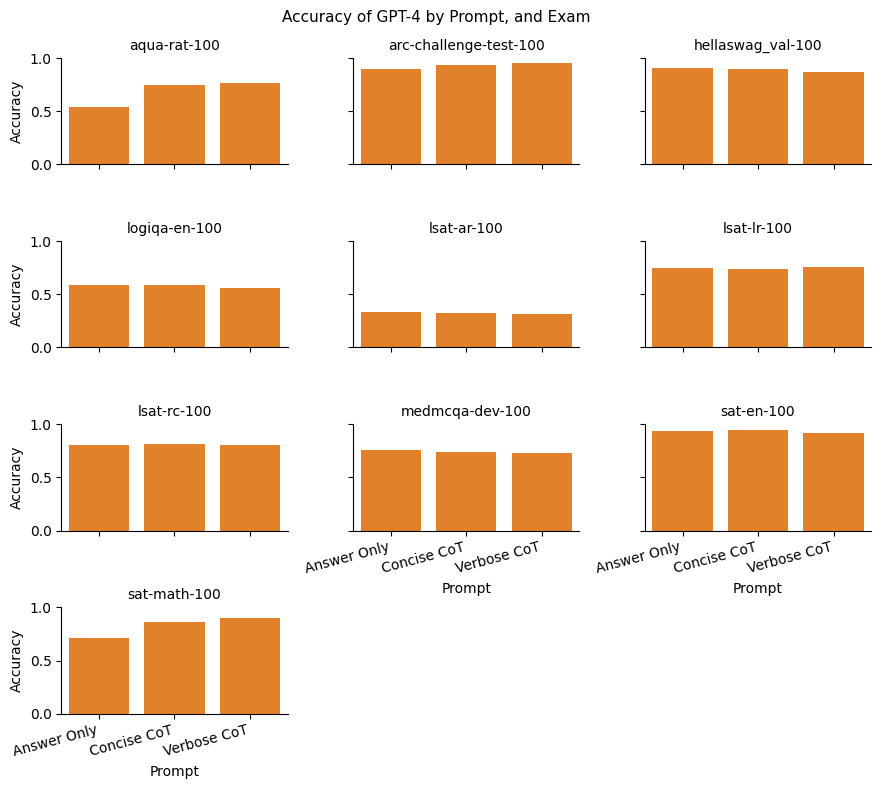 Accuracy of GPT-4 by Prompt, and Exam
aqua-rat-100
arc-challenge-test-100
hellaswag_val-100
1.0
0.5
0.0
Accuracy
logiqa-en-100
lsat-ar-100
lsat-lr-100
1.0
0.5
0.0
Accuracy
lsat-rc-100
medmcqa-dev-100
sat-en-100
1.0
0.5
0.0
Accuracy
Answer Only
Concise CoT
Verbose CoT
Prompt
Answer Only
Concise CoT
Verbose CoT
Prompt
sat-math-100
1.0
0.5
0.0
Accuracy
Answer Only
Concise CoT
Verbose CoT
Prompt